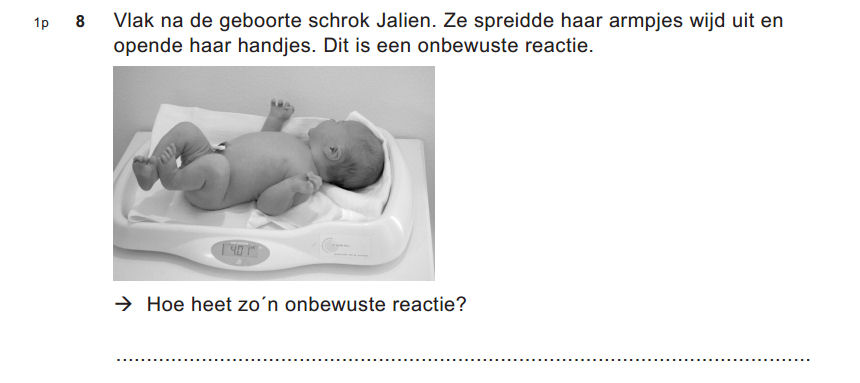 1p 8 Vlak na de geboorte schrok Jalien. Ze spreidde haar armpjes wijd uit en
opende haar handjes. Dit is een onbewuste reactie.
→ Hoe heet zo´n onbewuste reactie?
..........................................................................................................................